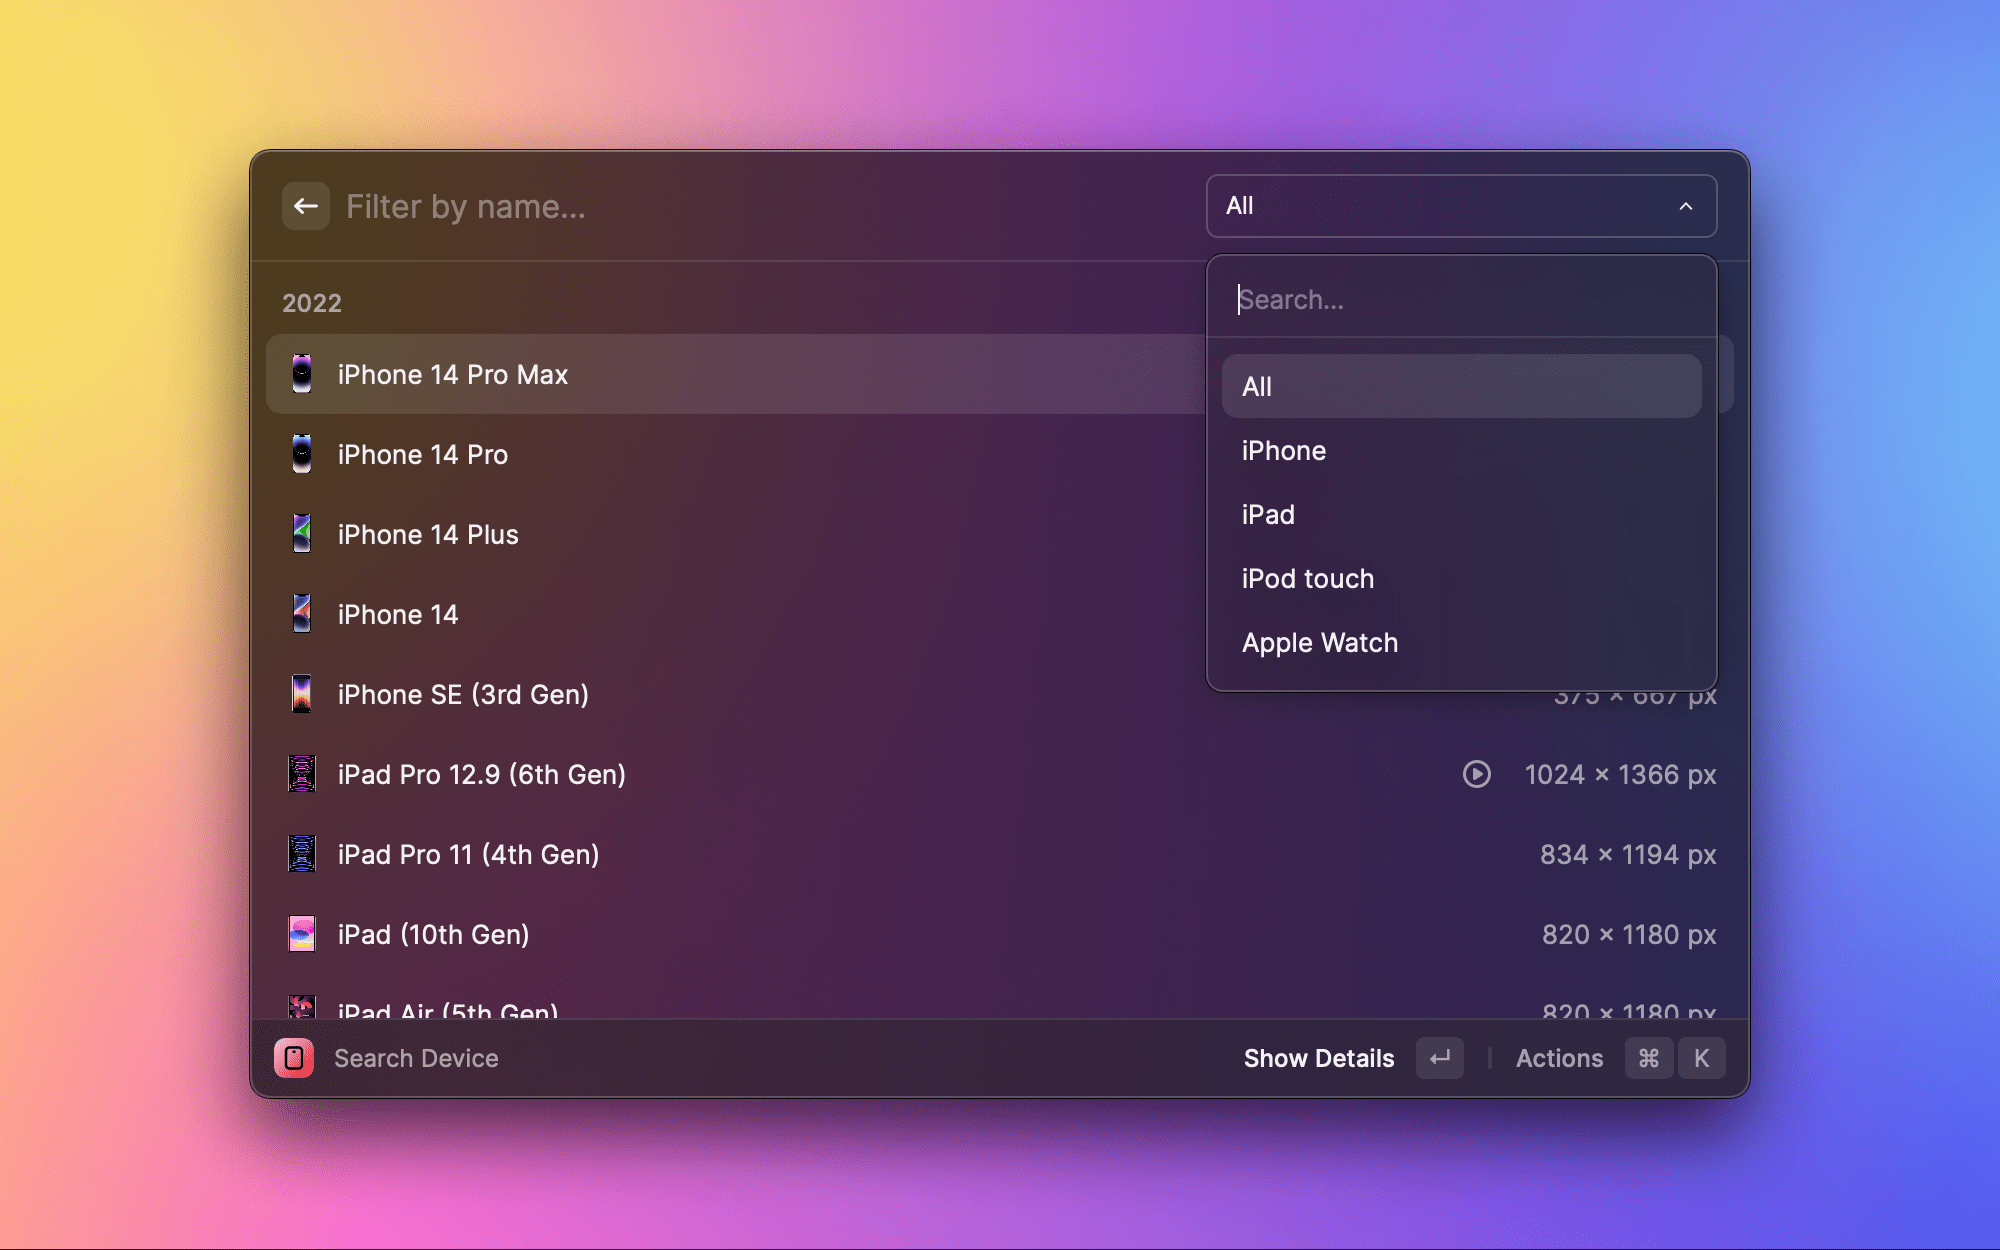 Filter by name...
All
Search...
All
iPhone
iPad
iPod touch
Apple Watch
2022
iPhone 14 Pro Max
iPhone 14 Pro
iPhone 14 Plus
iPhone 14
iPhone SE (3rd Gen) 375 × 667 px
iPad Pro 12.9 (6th Gen) 1024 × 1366 px
iPad Pro 11 (4th Gen) 834 × 1194 px
iPad (10th Gen) 820 × 1180 px
iPad Air (5th Gen) 820 × 1180 px
Search Device Show Details ↵ Actions ⌘ K